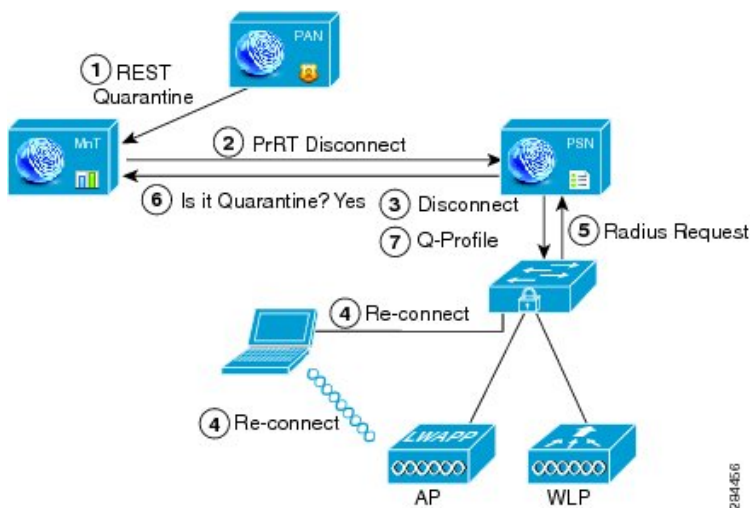 PAN
1 REST
Quarantine
MnT
2 PrRT Disconnect
PSN
6 Is it Quarantine? Yes
3 Disconnect
7 Q-Profile
5 Radius Request
4 Re-connect
4 Re-connect
LWAPP
AP
WLP
284456